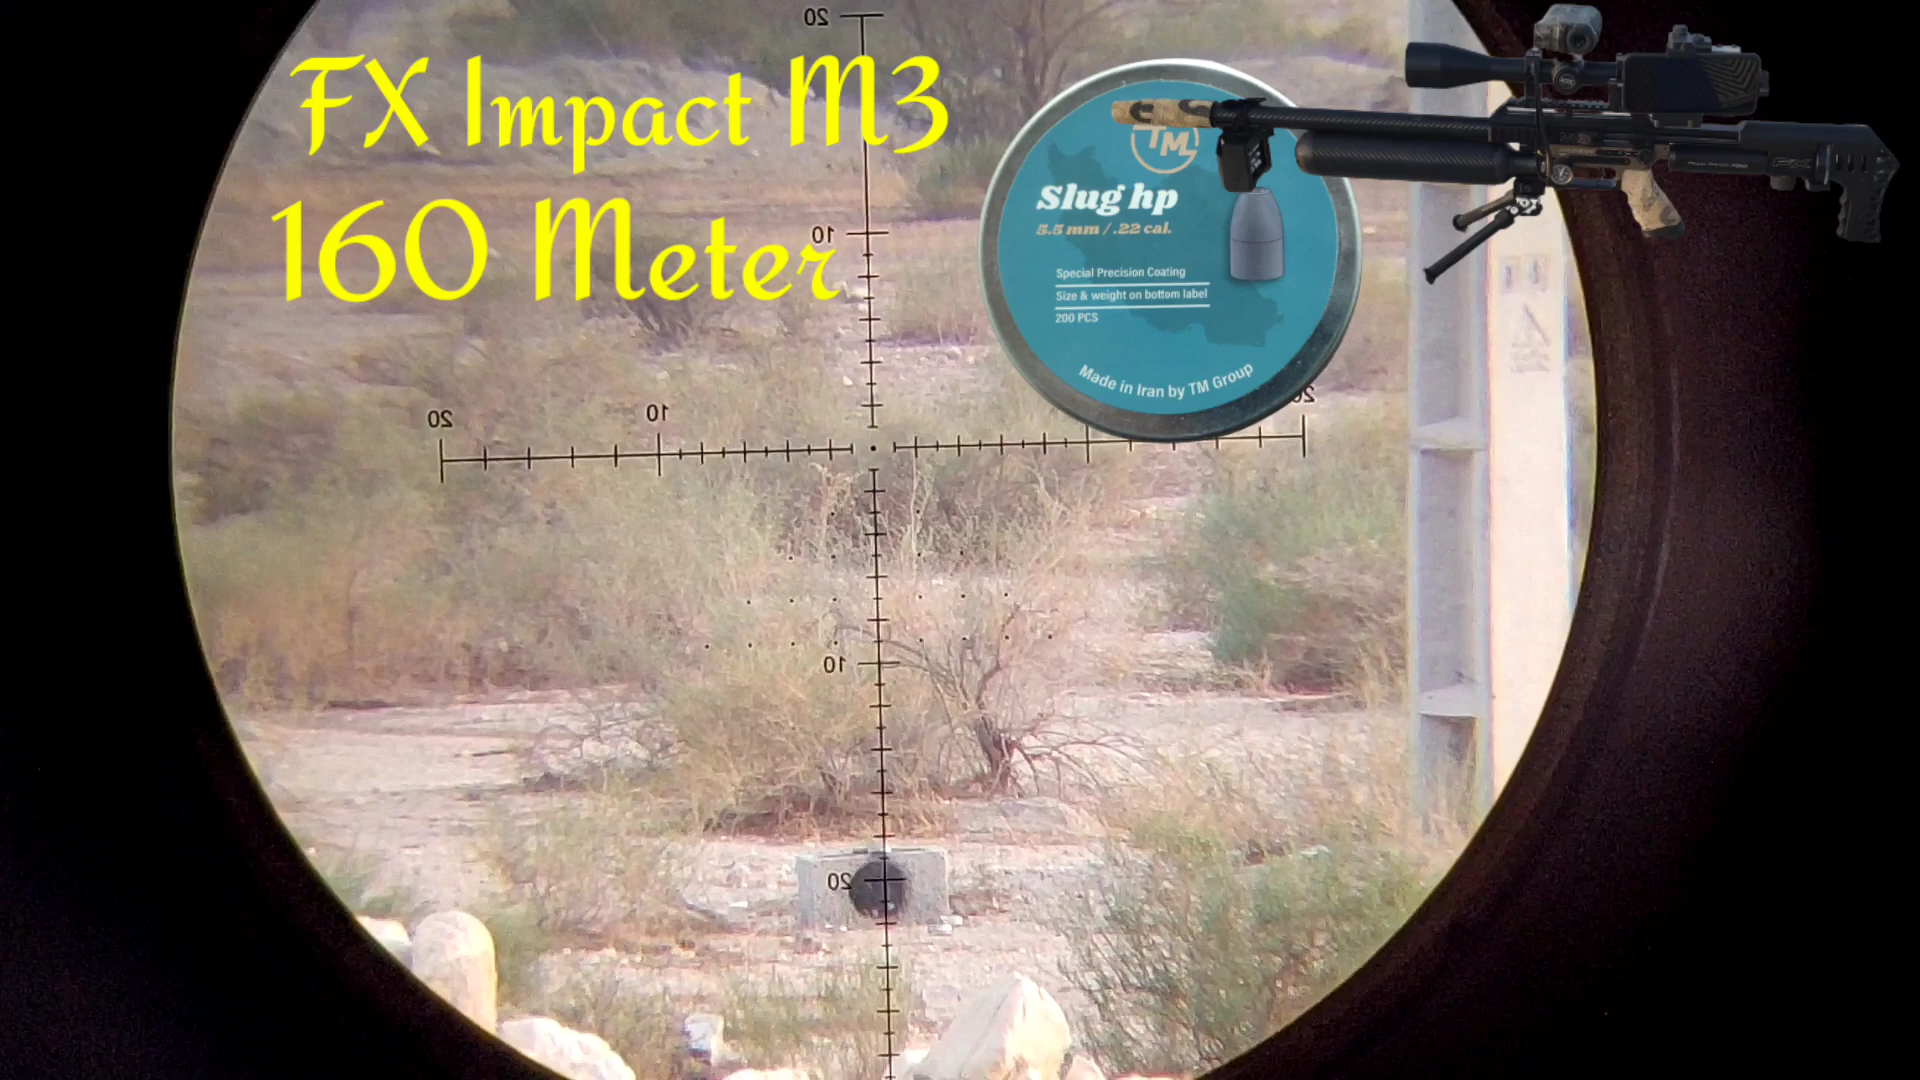 FX Impact M3
160 Meter
TM
Slug hp
5.5 mm / .22 cal.
Special Precision Coating
Size & weight on bottom label
200 PCS
Made in Iran by TM Group
20
10
20
10
20
10
20
FX